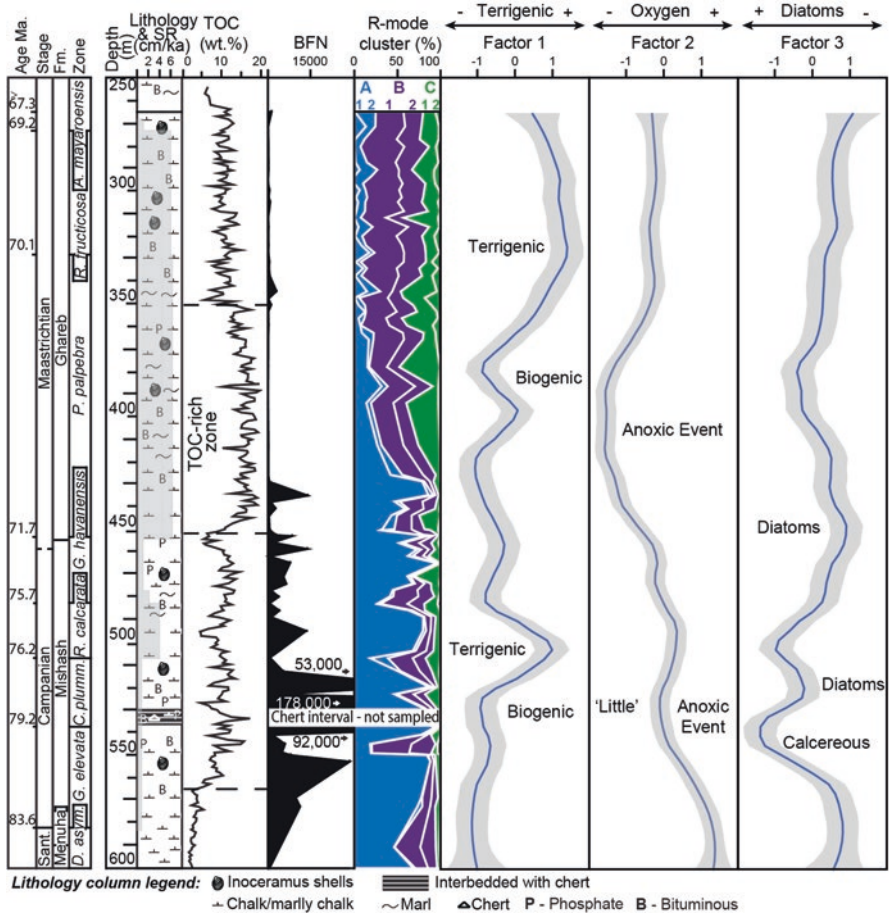 - Terrigenic +
- Oxygen +
+ Diatoms -
Age Ma.
Stage
Fm.
Zone
Depth
(m)
Lithology
& SR
(cm/ka)
2 4 6
TOC
(wt.%)
0 10 20
BFN
15000
R-mode
cluster (%)
0 50 100
Factor 1
-1 0 1
Factor 2
-1 0 1
Factor 3
-1 0 1
A B C
1 2 1 2 1 2
67.3
69.2
70.1
71.7
75.7
76.2
79.2
83.6
Maastrichtian
Campanian
Sant.
Ghareb
Mishash
Menuha
A. mayaroensis
R. fructicosa
P. palpebra
G. havanensis
R. calcarata
C. plumm.
G. elevata
D. asym.
250
300
350
400
450
500
550
600
B
B
P
B
B
B
P
B
B
B
P
P
B
B
P
P
B
B
TOC-rich
zone
53,000
178,000
Chert interval - not sampled
92,000
Terrigenic
Biogenic
Terrigenic
Biogenic
Anoxic Event
'Little' Anoxic
Event
Diatoms
Diatoms
Calcereous
Lithology column legend: Inoceramus shells Interbedded with chert
Chalk/marlly chalk Marl Chert P - Phosphate B - Bituminous